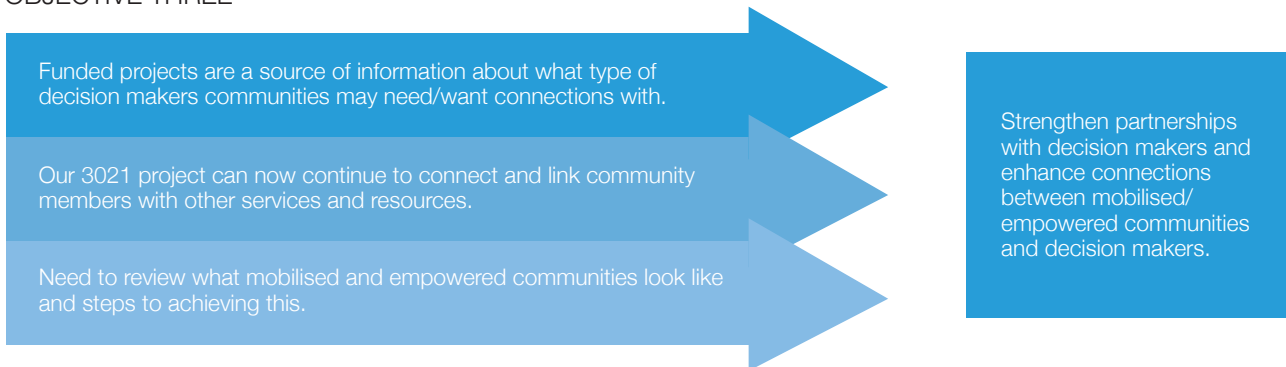 OBJECTIVE THREE
Funded projects are a source of information about what type of
decision makers communities may need/want connections with.
Our 3021 project can now continue to connect and link community
members with other services and resources.
Need to review what mobilised and empowered communities look like
and steps to achieving this.
Strengthen partnerships
with decision makers and
enhance connections
between mobilised/
empowered communities
and decision makers.